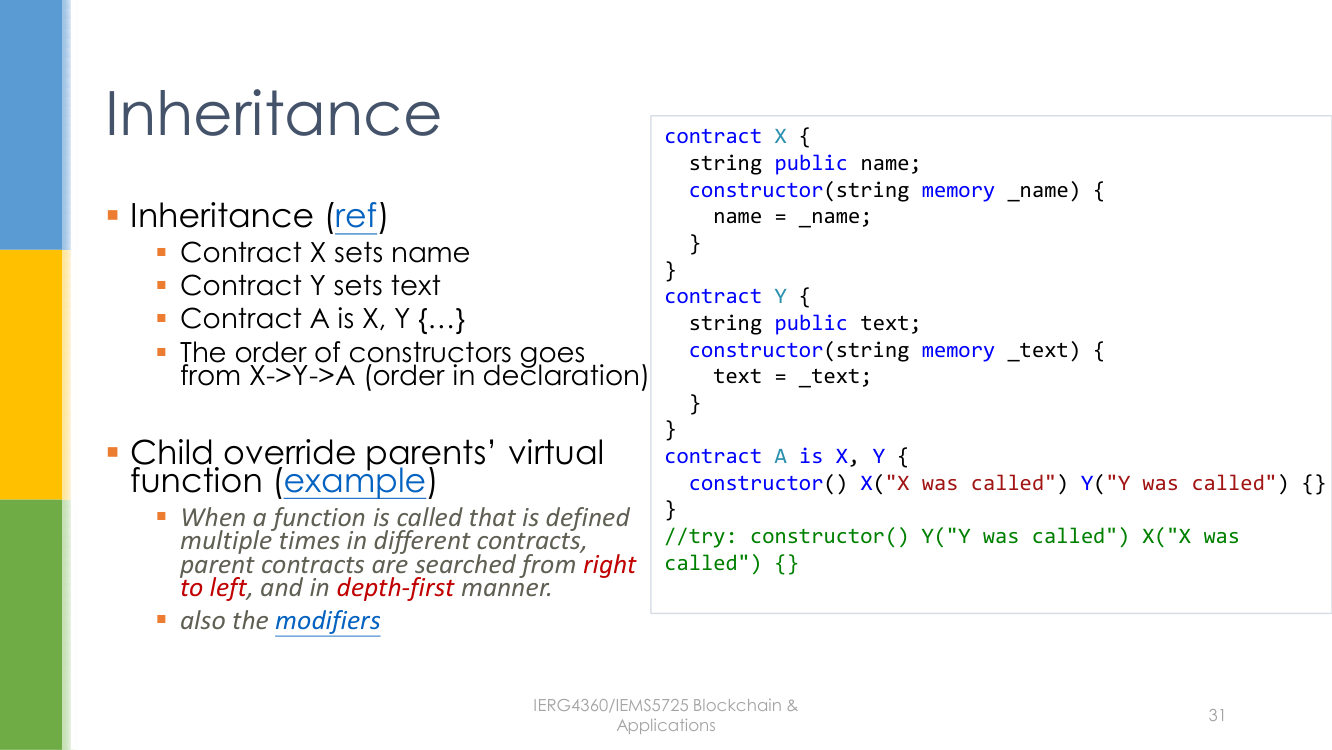 Inheritance
Inheritance (ref)
Contract X sets name
Contract Y sets text
Contract A is X, Y {…}
The order of constructors goes
from X->Y->A (order in declaration)
Child override parents’ virtual
function (example)
When a function is called that is defined
multiple times in different contracts,
parent contracts are searched from right
to left, and in depth-first manner.
also the modifiers
contract X {
  string public name;
  constructor(string memory _name) {
    name = _name;
  }
}
contract Y {
  string public text;
  constructor(string memory _text) {
    text = _text;
  }
}
contract A is X, Y {
  constructor() X("X was called") Y("Y was called") {}
}
//try: constructor() Y("Y was called") X("X was
called") {}
IERG4360/IEMS5725 Blockchain &
Applications
31